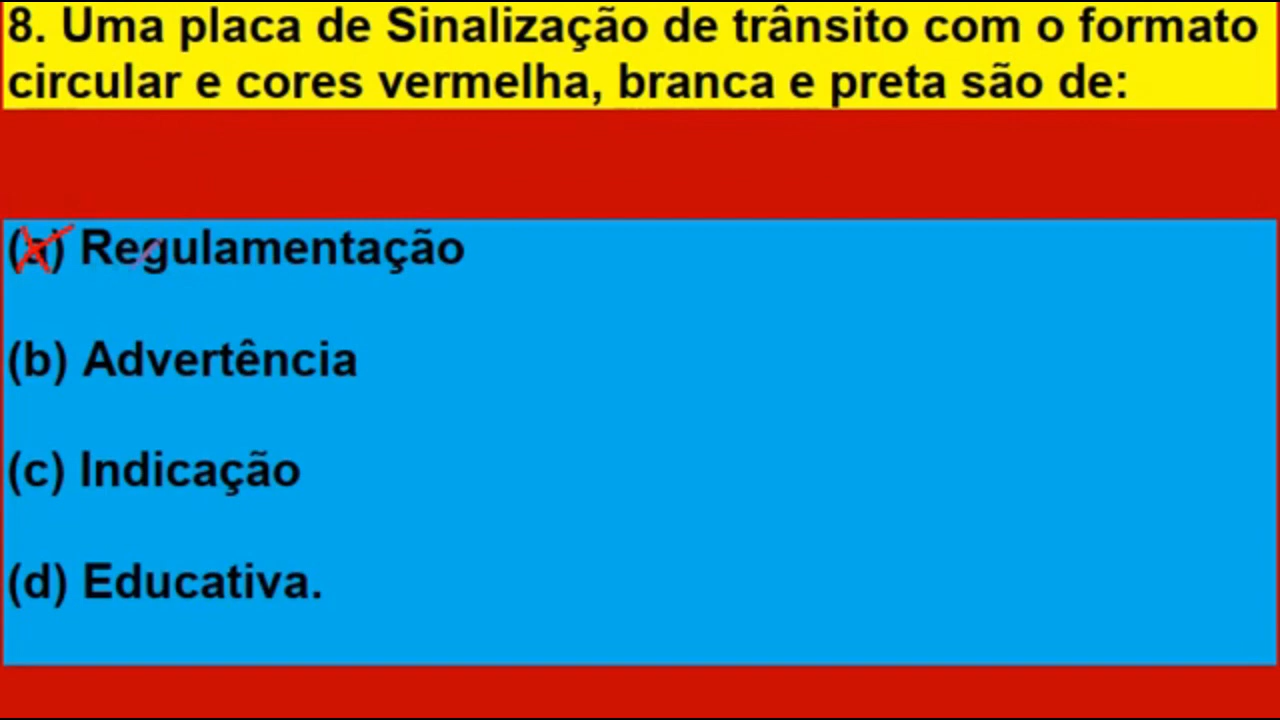 8. Uma placa de Sinalização de trânsito com o formato
circular e cores vermelha, branca e preta são de:
(a) Regulamentação
(b) Advertência
(c) Indicação
(d) Educativa.